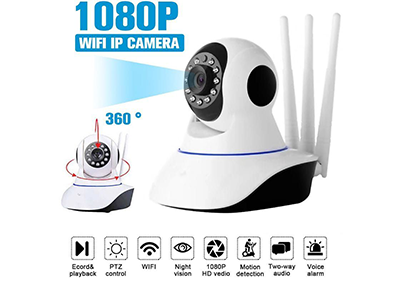 1080P
WIFI IP CAMERA
360 °
Ecord& playback
PTZ control
WIFI
Night vision
1080P HD vedio
Motion detection
Two-way audio
Voice alarm